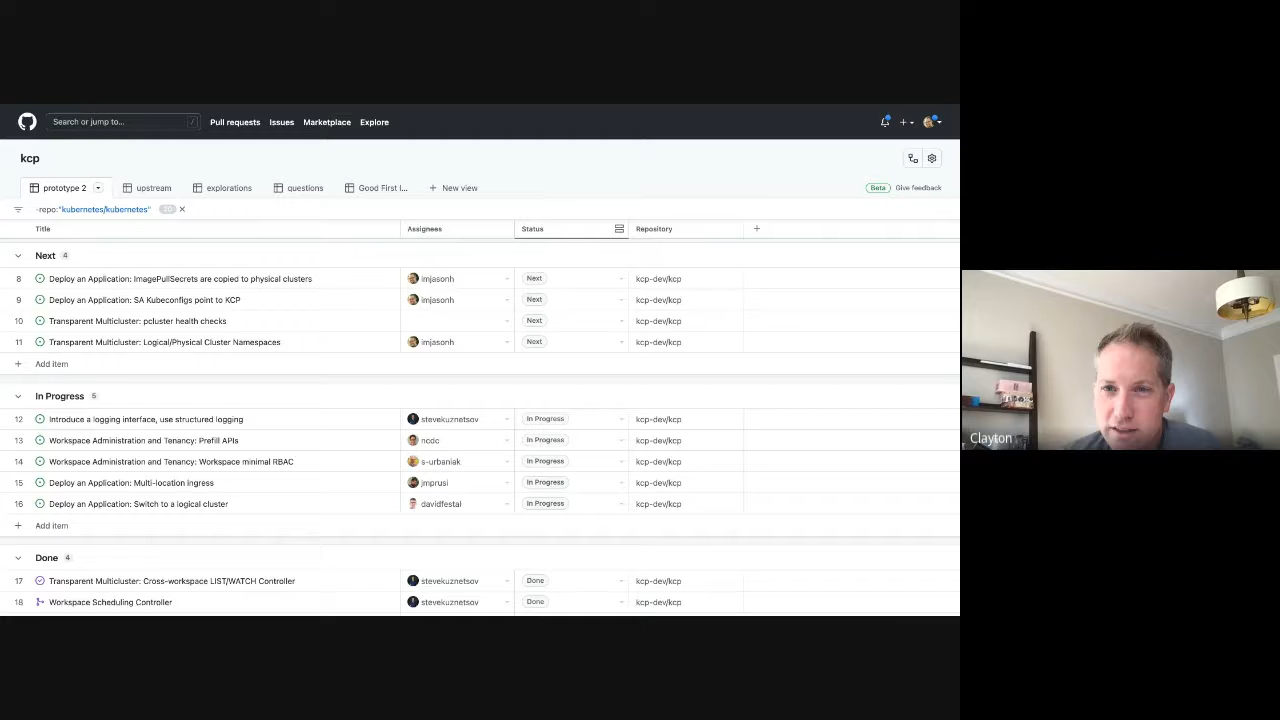 Search or jump to... /
Pull requests Issues Marketplace Explore
kcp
prototype 2 upstream explorations questions Good First I... + New view
Beta Give feedback
-repo:"kubernetes/kubernetes" 20
Title Assignees Status Repository
Next 4
8 Deploy an Application: ImagePullSecrets are copied to physical clusters imjasonh Next kcp-dev/kcp
9 Deploy an Application: SA Kubeconfigs point to KCP imjasonh Next kcp-dev/kcp
10 Transparent Multicluster: pcluster health checks Next kcp-dev/kcp
11 Transparent Multicluster: Logical/Physical Cluster Namespaces imjasonh Next kcp-dev/kcp
+ Add item
In Progress 5
12 Introduce a logging interface, use structured logging stevekuznetsov In Progress kcp-dev/kcp
13 Workspace Administration and Tenancy: Prefill APIs ncdc In Progress kcp-dev/kcp
14 Workspace Administration and Tenancy: Workspace minimal RBAC s-urbaniak In Progress kcp-dev/kcp
15 Deploy an Application: Multi-location ingress jmprusi In Progress kcp-dev/kcp
16 Deploy an Application: Switch to a logical cluster davidfestal In Progress kcp-dev/kcp
+ Add item
Done 4
17 Transparent Multicluster: Cross-workspace LIST/WATCH Controller stevekuznetsov Done kcp-dev/kcp
18 Workspace Scheduling Controller stevekuznetsov Done kcp-dev/kcp
Clayton